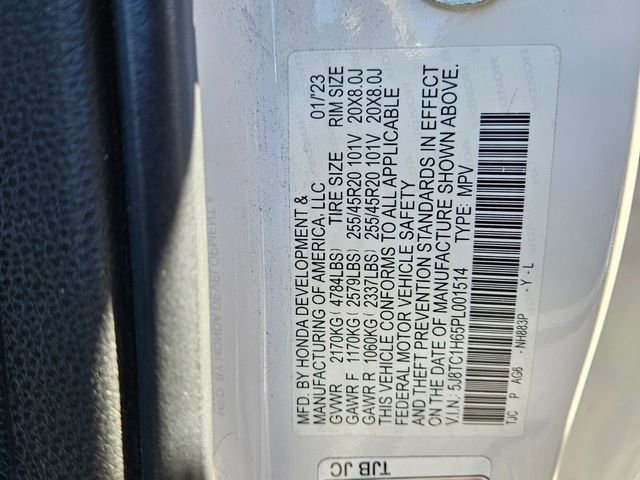 MFD. BY HONDA DEVELOPMENT &
MANUFACTURING OF AMERICA, LLC 01/'23
GVWR 2170KG ( 4784LBS) TIRE SIZE RIM SIZE
GAWR F 1170KG ( 2579LBS) 255/45R20 101V 20X8.0J
GAWR R 1060KG ( 2337LBS) 255/45R20 101V 20X8.0J
THIS VEHICLE CONFORMS TO ALL APPLICABLE
FEDERAL MOTOR VEHICLE SAFETY
AND THEFT PREVENTION STANDARDS IN EFFECT
ON THE DATE OF MANUFACTURE SHOWN ABOVE.
V.I.N: 5J8TC1H65PL001514 TYPE: MPV
TJC P AG6 - NH883P - Y - L
TJB JC